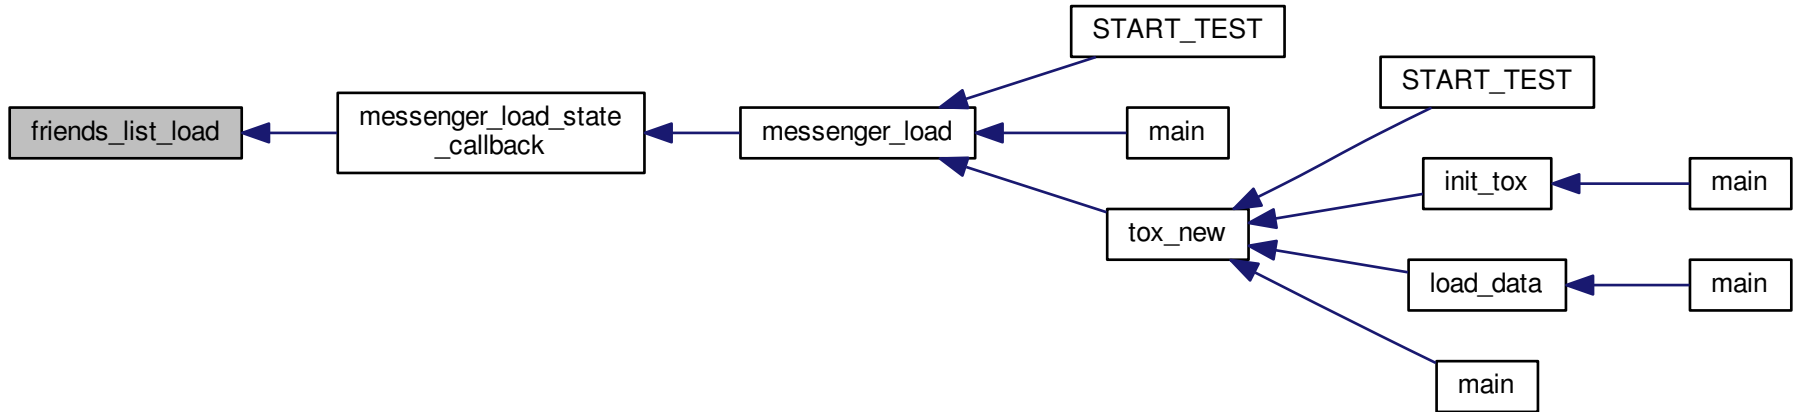 friends_list_load
messenger_load_state
_callback
messenger_load
START_TEST
main
tox_new
START_TEST
init_tox
main
load_data
main
main